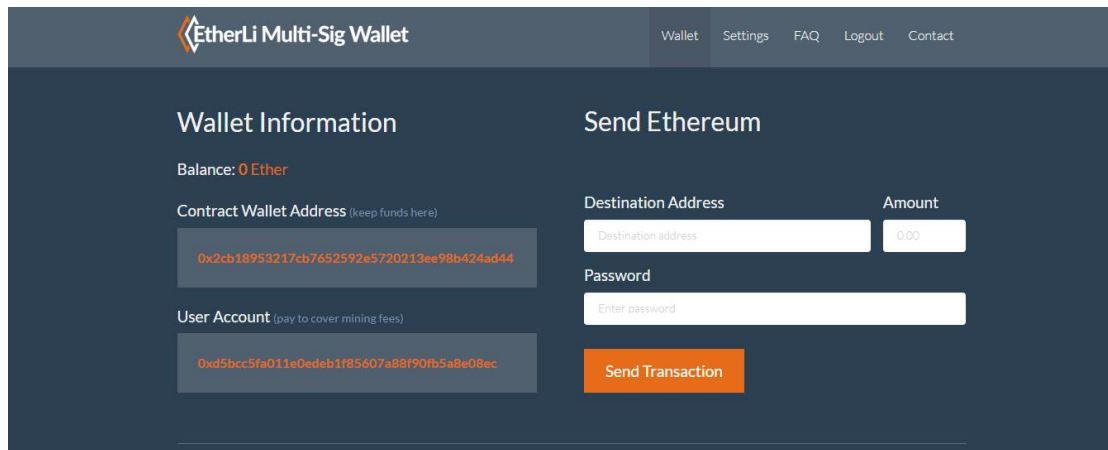 EtherLi Multi-Sig Wallet
Wallet Settings FAQ Logout Contact
Wallet Information
Balance: 0 Ether
Contract Wallet Address (keep funds here)
0x2cb18953217cb7652592e5720213ee98b424ad44
User Account (pay to cover mining fees)
0xd5bcc5fa011e0edeb1f85607a88f90fb5a8e08ec
Send Ethereum
Destination Address Amount
Destination address 0.00
Password
Enter password
Send Transaction